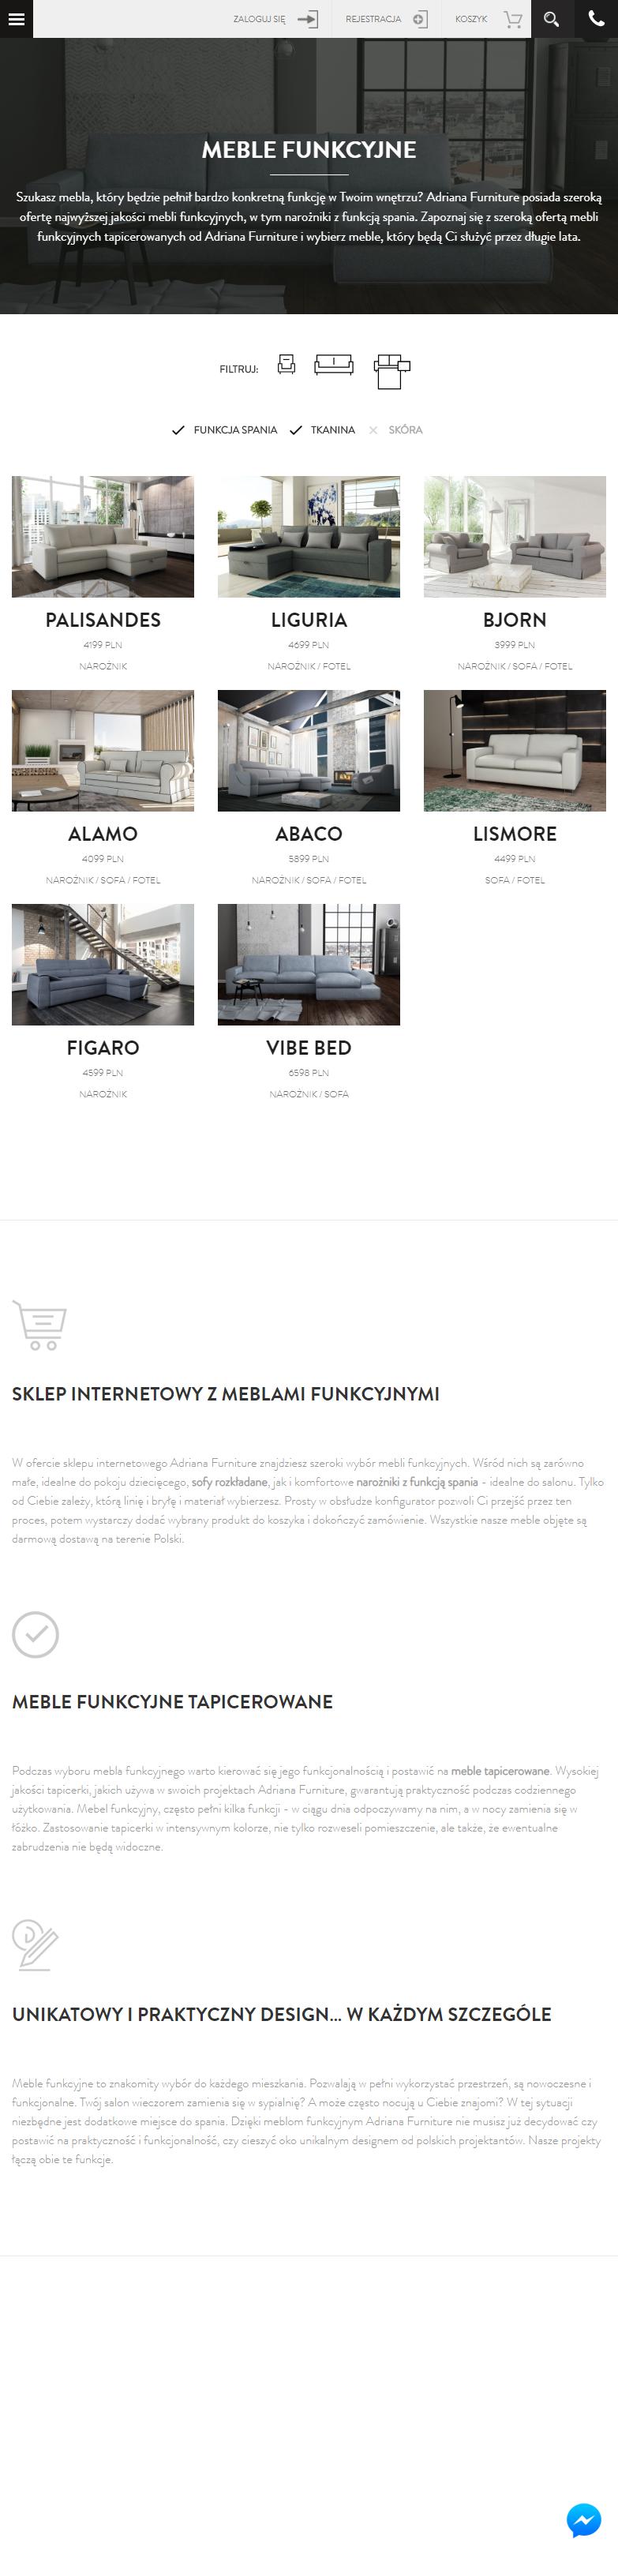 ZALOGUJ SIĘ
REJESTRACJA
KOSZYK
MEBLE FUNKCYJNE
Szukasz mebla, który będzie pełnił bardzo konkretną funkcję w Twoim wnętrzu? Adriana Furniture posiada szeroką
ofertę najwyższej jakości mebli funkcyjnych, w tym narożniki z funkcją spania. Zapoznaj się z szeroką ofertą mebli
funkcyjnych tapicerowanych od Adriana Furniture i wybierz meble, który będą Ci służyć przez długie lata.
FILTRUJ:
FUNKCJA SPANIA
TKANINA
SKÓRA
PALISANDES
LIGURIA
BJORN
4199 PLN
4699 PLN
3999 PLN
NAROŻNIK
NAROŻNIK / FOTEL
NAROŻNIK / SOFA / FOTEL
ALAMO
ABACO
LISMORE
4099 PLN
5899 PLN
4499 PLN
NAROŻNIK / SOFA / FOTEL
NAROŻNIK / SOFA / FOTEL
SOFA / FOTEL
FIGARO
VIBE BED
4599 PLN
6598 PLN
NAROŻNIK
NAROŻNIK / SOFA
SKLEP INTERNETOWY Z MEBLAMI FUNKCYJNYMI
W ofercie sklepu internetowego Adriana Furniture znajdziesz szeroki wybór mebli funkcyjnych. Wśród nich są zarówno
małe, idealne do pokoju dziecięcego, sofy rozkładane, jak i komfortowe narożniki z funkcją spania - idealne do salonu. Tylko
od Ciebie zależy, którą linię i bryłę i materiał wybierzesz. Prosty w obsłudze konfigurator pozwoli Ci przejść przez ten
proces, potem wystarczy dodać wybrany produkt do koszyka i dokończyć zamówienie. Wszystkie nasze meble objęte są
darmową dostawą na terenie Polski.
MEBLE FUNKCYJNE TAPICEROWANE
Podczas wyboru mebla funkcyjnego warto kierować się jego funkcjonalnością i postawić na meble tapicerowane. Wysokiej
jakości tapicerki, jakich używa w swoich projektach Adriana Furniture, gwarantują praktyczność podczas codziennego
użytkowania. Mebel funkcyjny, często pełni kilka funkcji - w ciągu dnia odpoczywamy na nim, a w nocy zamienia się w
łóżko. Zastosowanie tapicerki w intensywnym kolorze, nie tylko rozweseli pomieszczenie, ale także, że ewentualne
zabrudzenia nie będą widoczne.
UNIKATOWY I PRAKTYCZNY DESIGN... W KAŻDYM SZCZEGÓLE
Meble funkcyjne to znakomity wybór do każdego mieszkania. Pozwalają w pełni wykorzystać przestrzeń, są nowoczesne i
funkcjonalne. Twój salon wieczorem zamienia się w sypialnię? A może często nocują u Ciebie znajomi? W tej sytuacji
niezbędne jest dodatkowe miejsce do spania. Dzięki meblom funkcyjnym Adriana Furniture nie musisz już decydować czy
postawić na praktyczność i funkcjonalność, czy cieszyć oko unikalnym designem od polskich projektantów. Nasze projekty
łączą obie te funkcje.